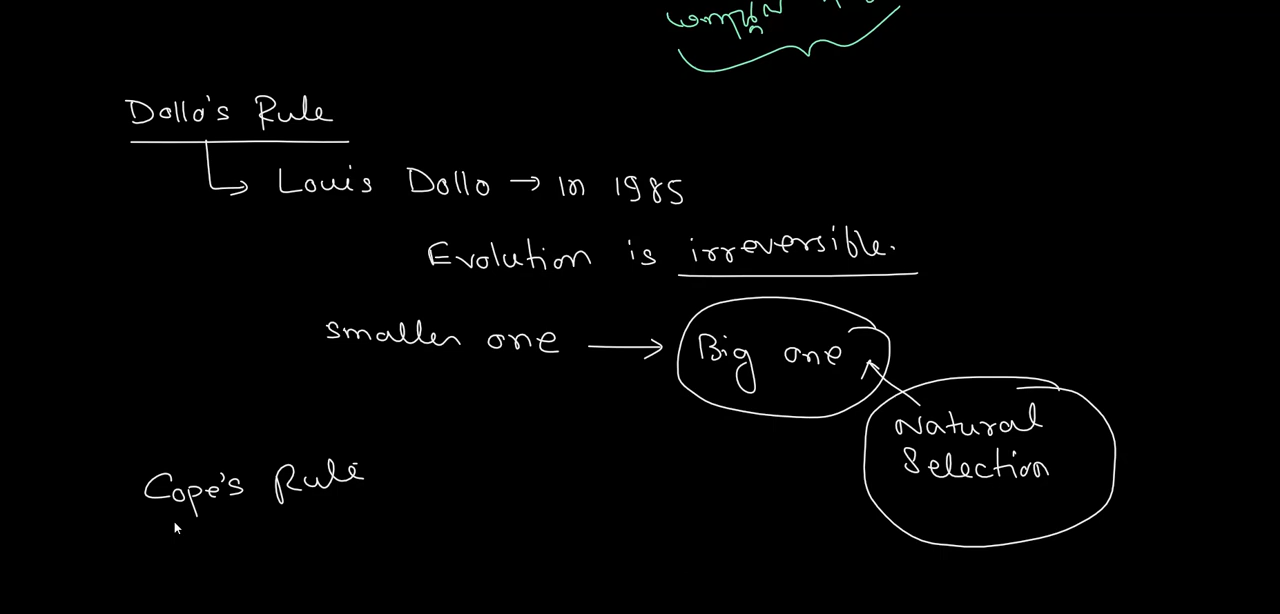 Dollo's Rule
Louis Dollo → in 1985
Evolution is irreversible.
smaller one → Big one
Natural
Selection
Cope's Rule